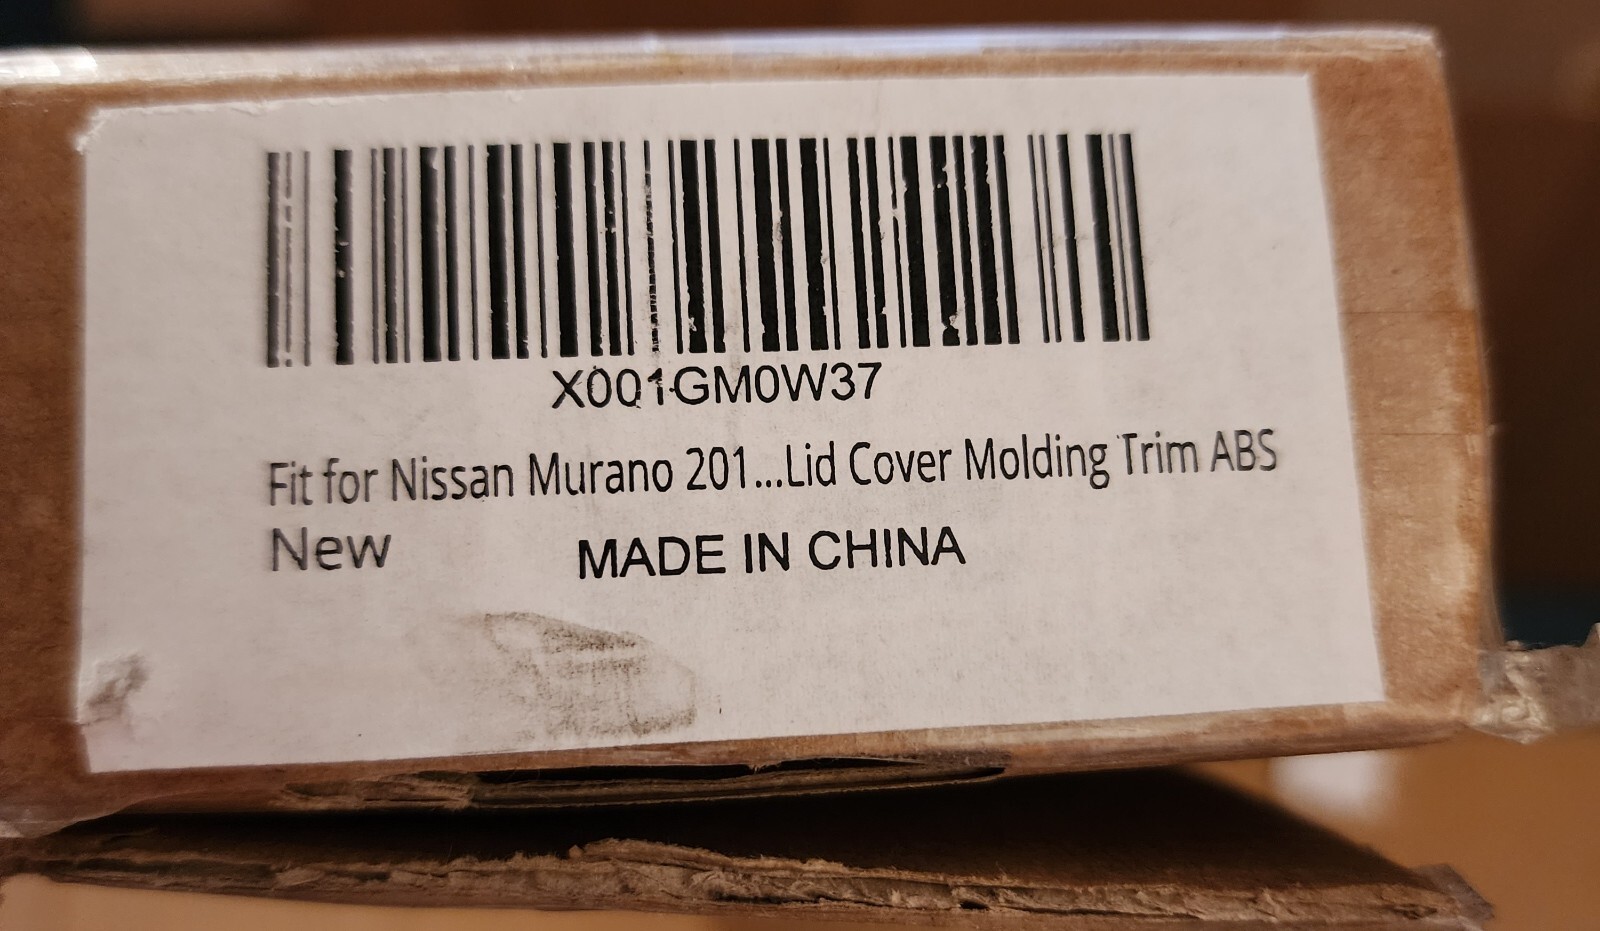 X001GM0W37
Fit for Nissan Murano 201...Lid Cover Molding Trim ABS
New MADE IN CHINA